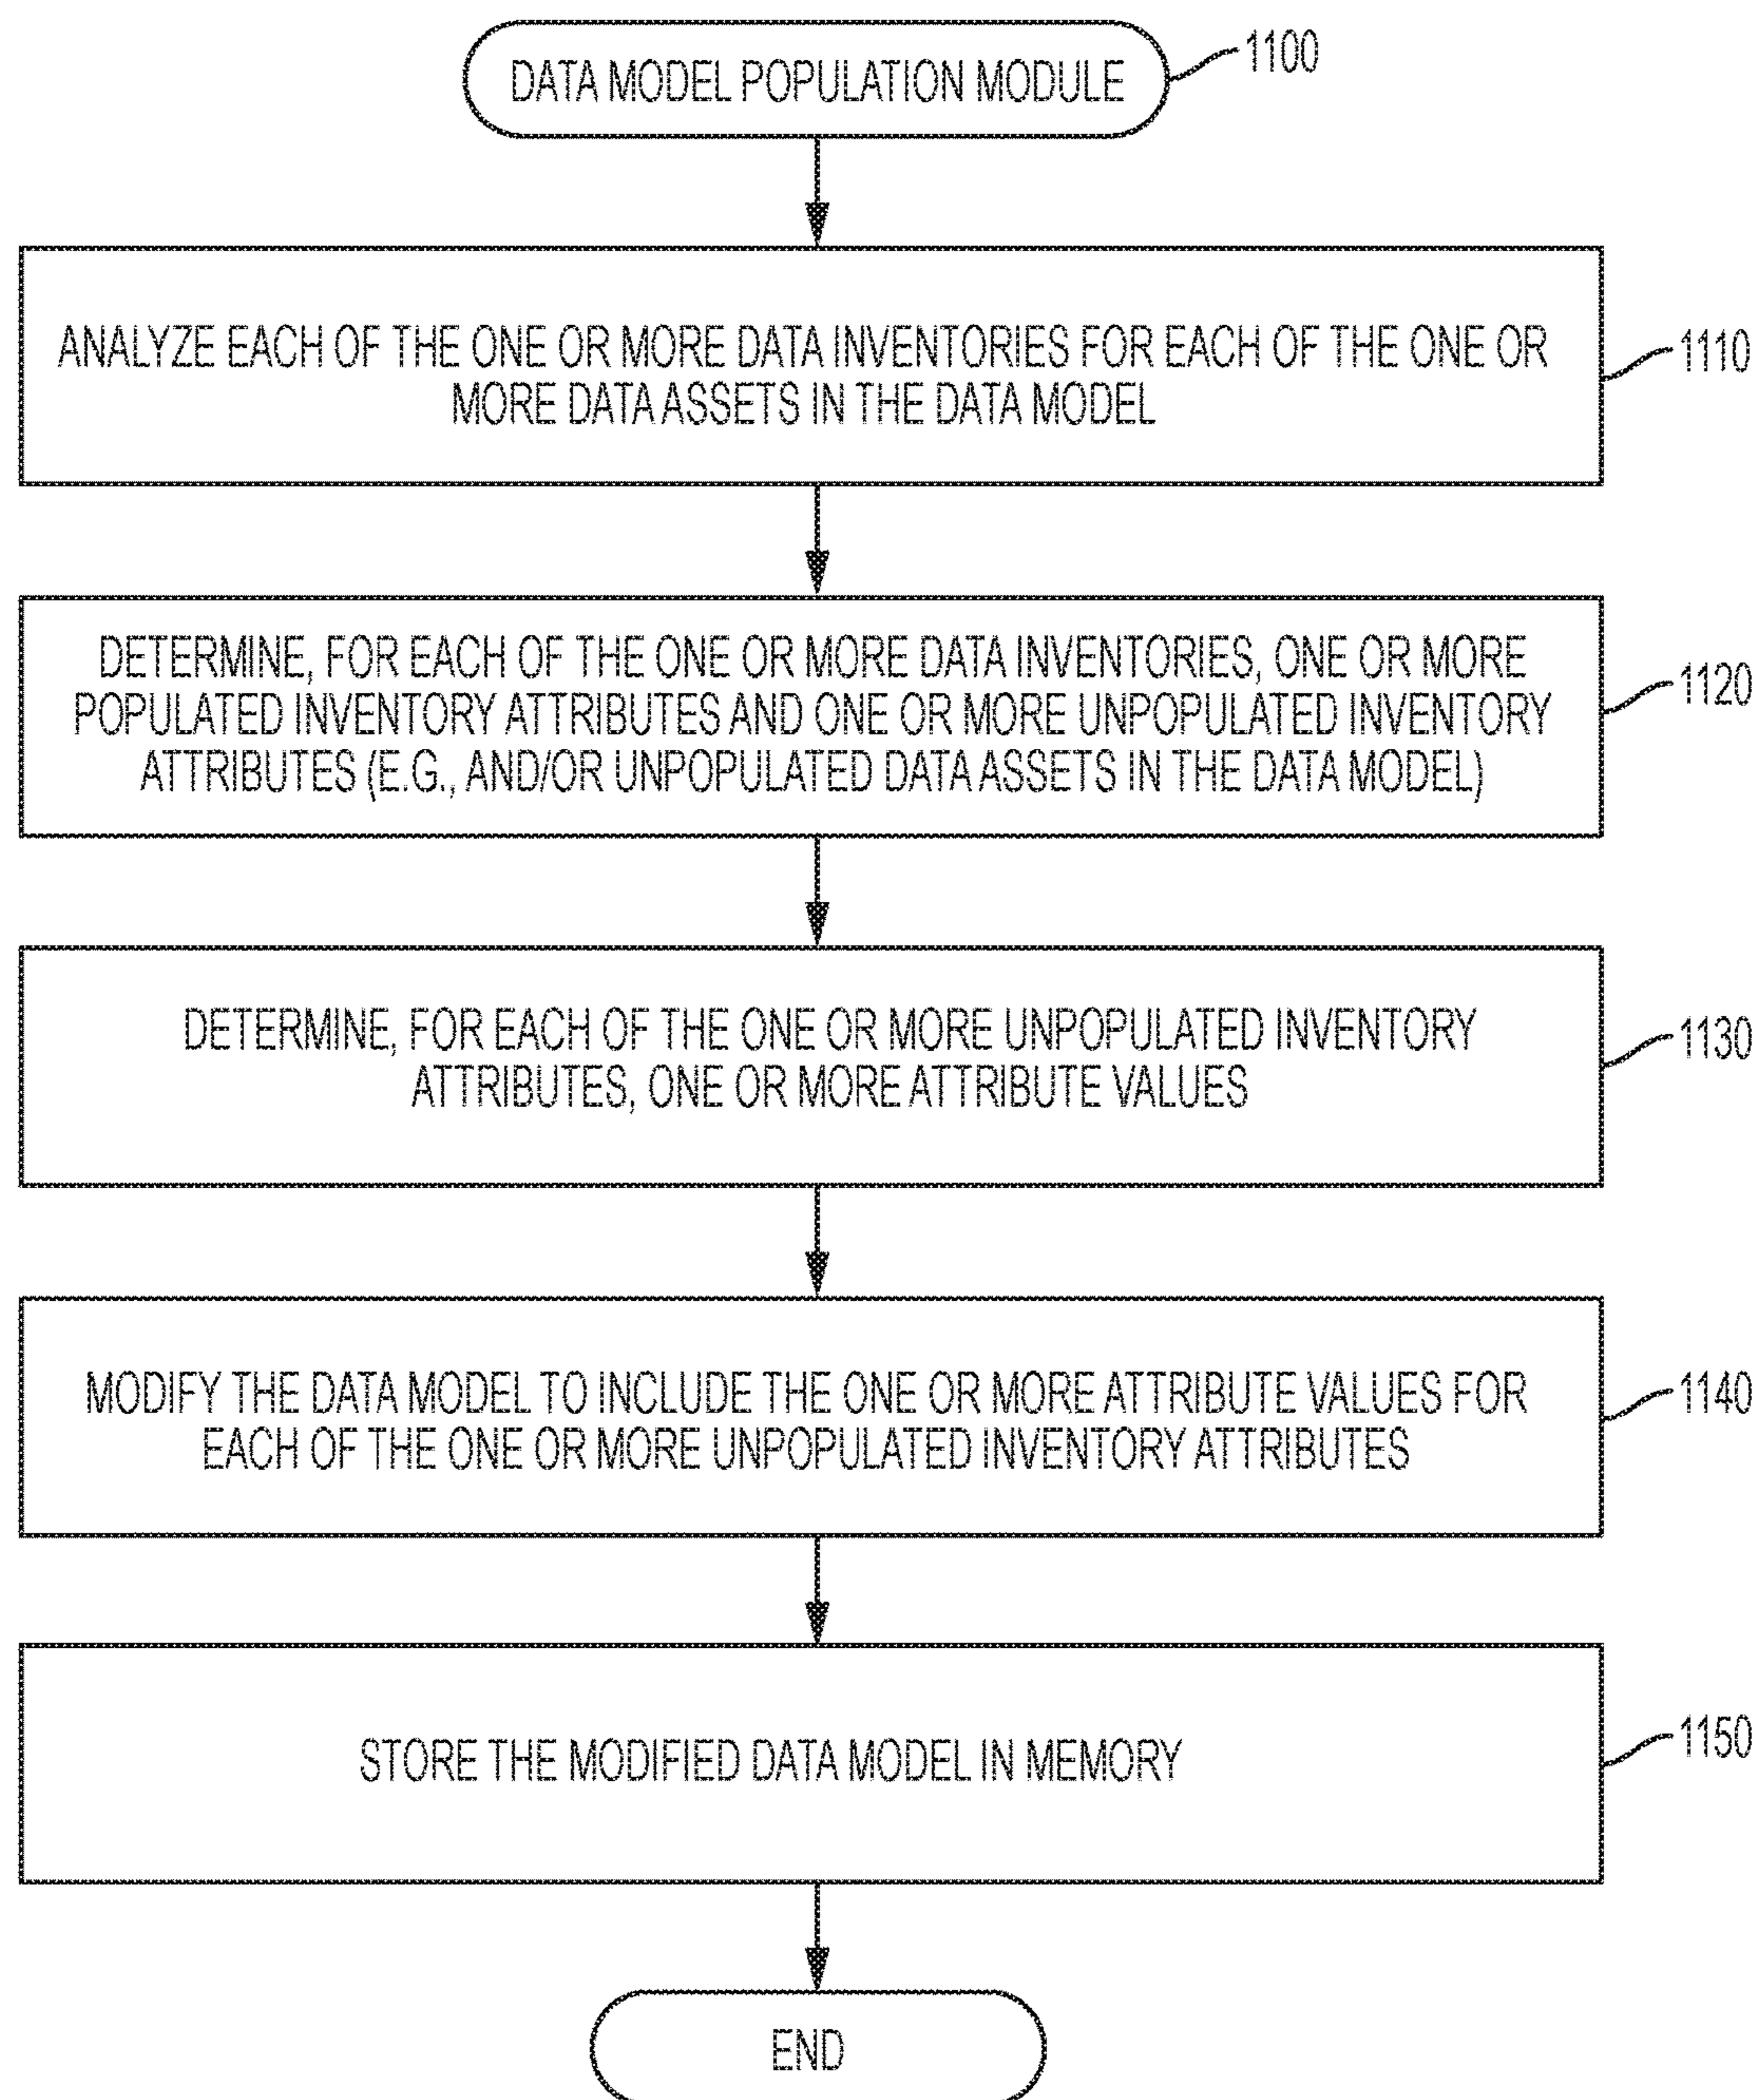 DATA MODEL POPULATION MODULE
1100
ANALYZE EACH OF THE ONE OR MORE DATA INVENTORIES FOR EACH OF THE ONE OR
MORE DATA ASSETS IN THE DATA MODEL
1110
DETERMINE, FOR EACH OF THE ONE OR MORE DATA INVENTORIES, ONE OR MORE
POPULATED INVENTORY ATTRIBUTES AND ONE OR MORE UNPOPULATED INVENTORY
ATTRIBUTES (E.G., AND/OR UNPOPULATED DATA ASSETS IN THE DATA MODEL)
1120
DETERMINE, FOR EACH OF THE ONE OR MORE UNPOPULATED INVENTORY
ATTRIBUTES, ONE OR MORE ATTRIBUTE VALUES
1130
MODIFY THE DATA MODEL TO INCLUDE THE ONE OR MORE ATTRIBUTE VALUES FOR
EACH OF THE ONE OR MORE UNPOPULATED INVENTORY ATTRIBUTES
1140
STORE THE MODIFIED DATA MODEL IN MEMORY
1150
END